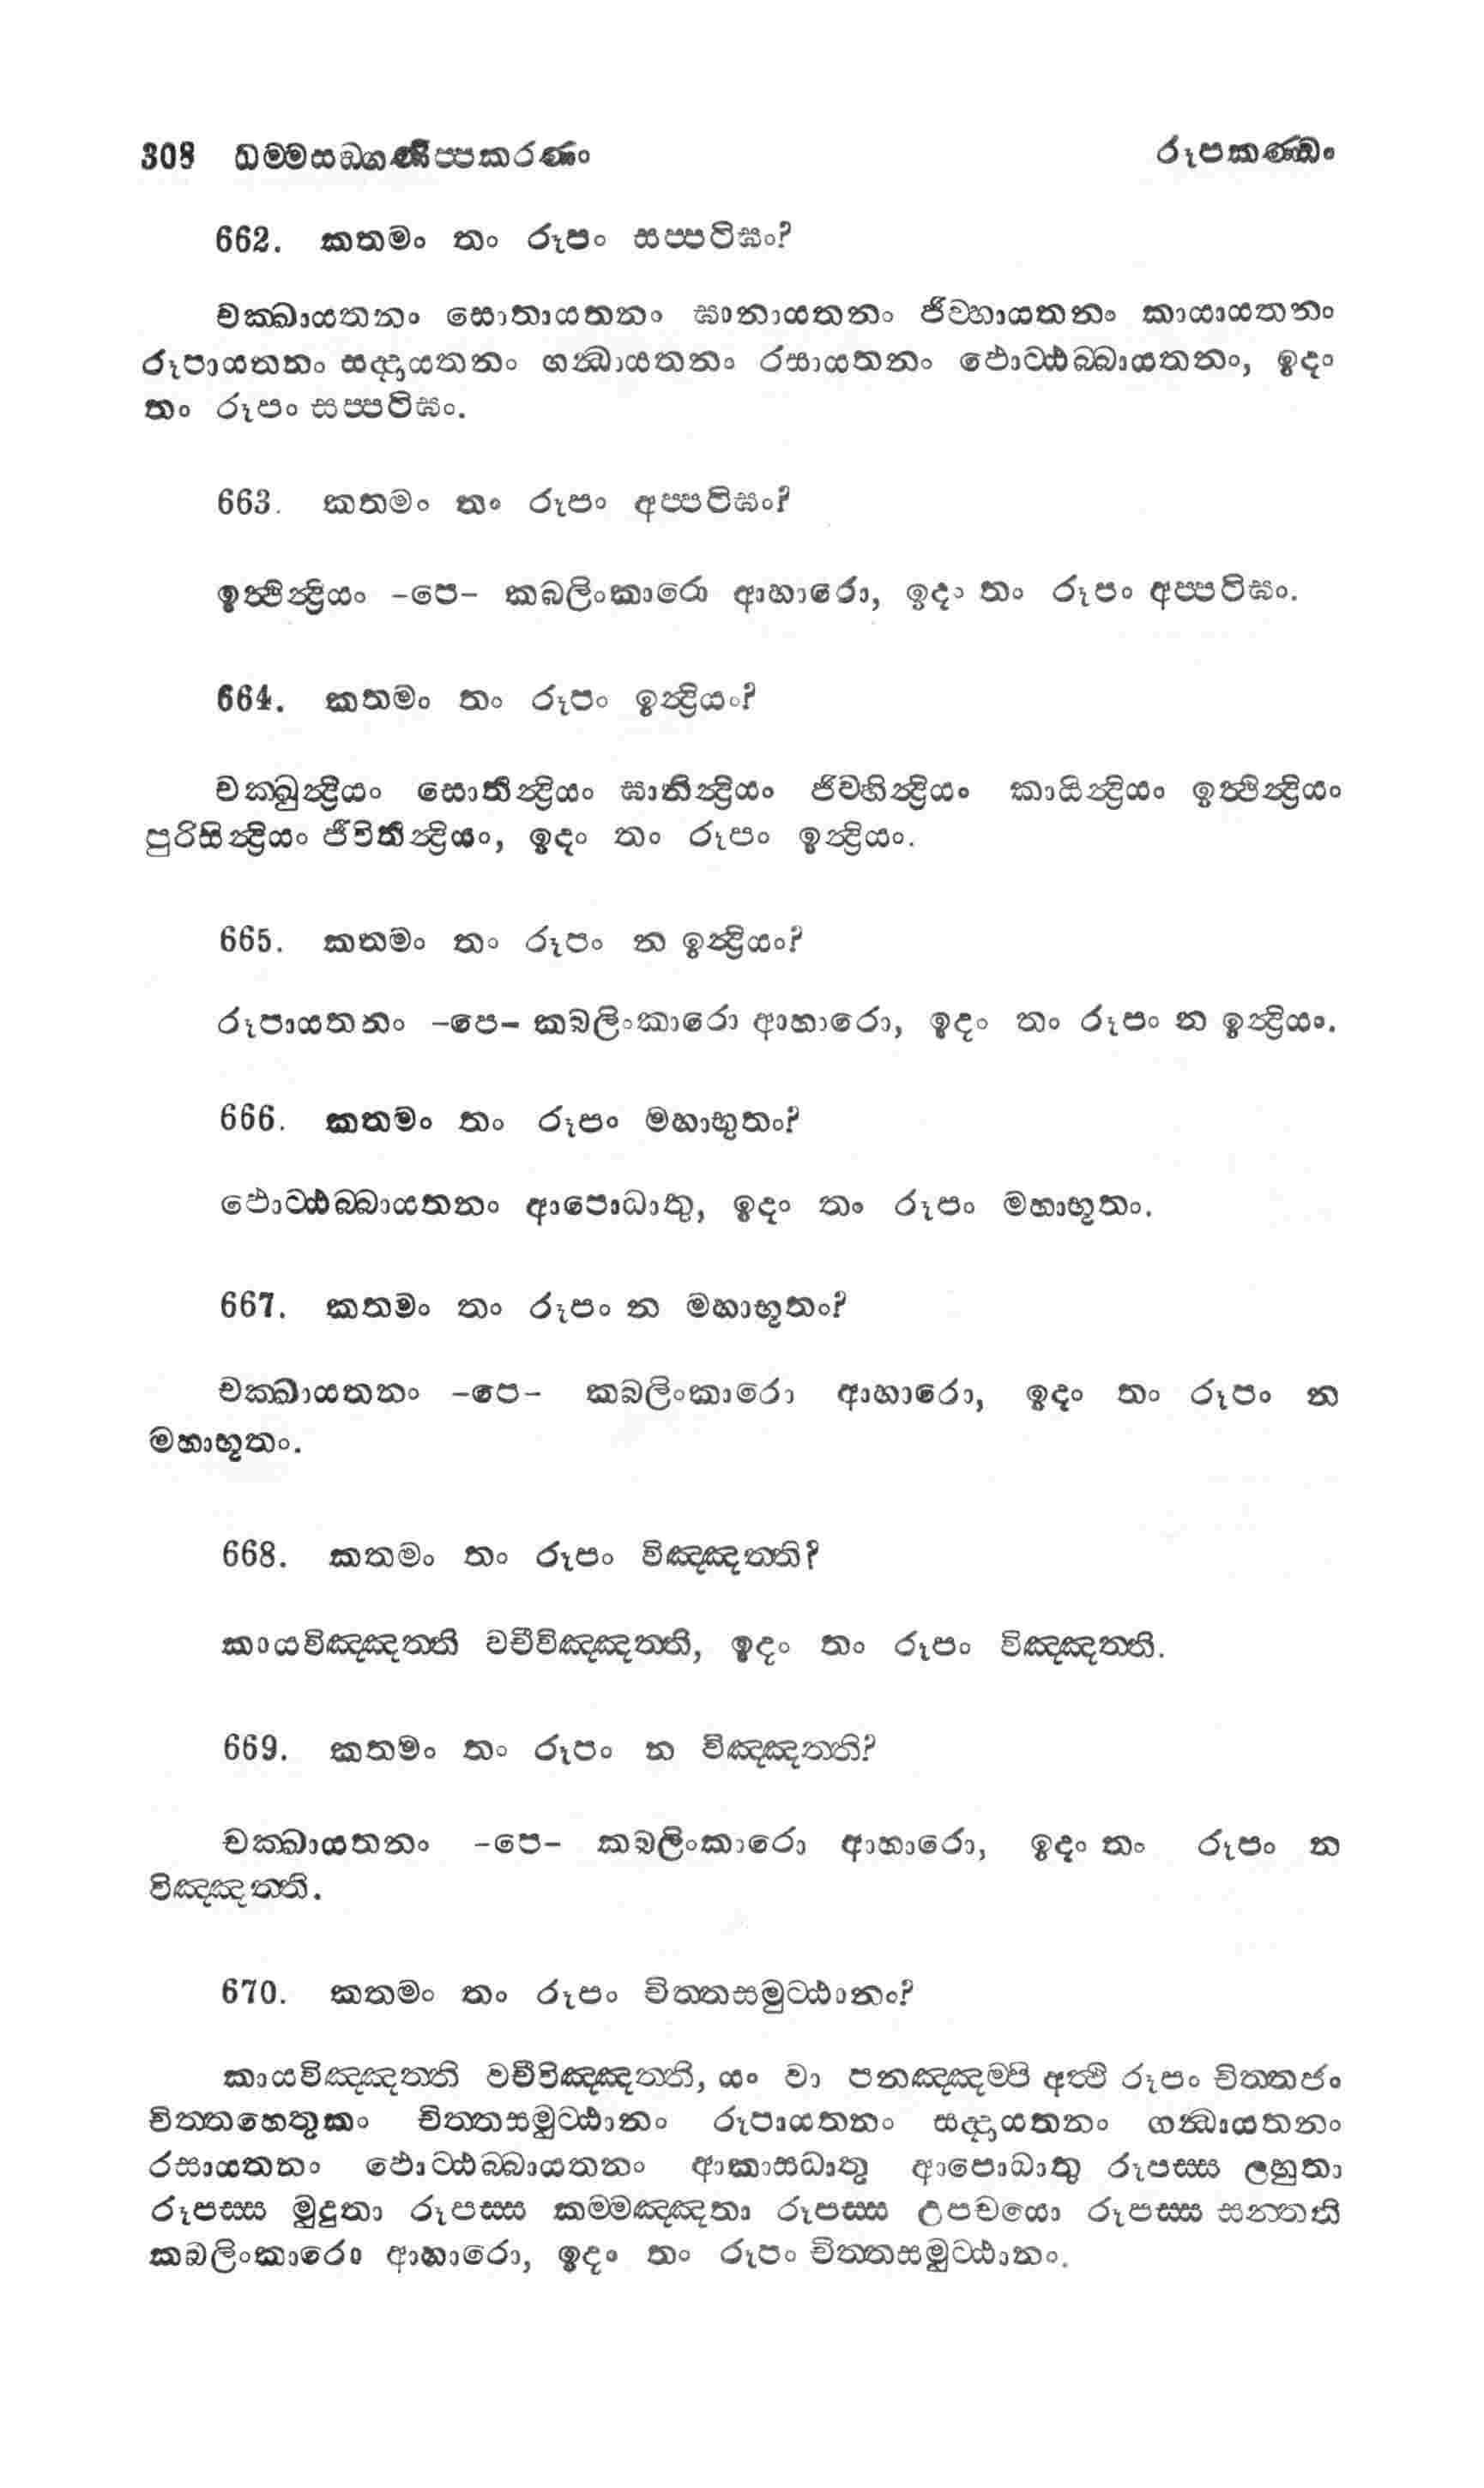 308 ධම්මසඞ්ගණිප්පකරණං රූපකණ්ඩං
662. කතමං තං රූපං සප්පටිඝං?
චක්ඛායතනං සොතායතනං ඝානායතනං ජිව්හායතනං කායායතනං
රූපායතනං සද්දායතනං ගන්ධායතනං රසායතනං ඵොට්ඨබ්බායතනං, ඉදං
තං රූපං සප්පටිඝං.
663. කතමං තං රූපං අප්පටිඝං?
ඉත්ථින්ද්‍රියං -පෙ- කබලිංකාරො ආහාරො, ඉදං තං රූපං අප්පටිඝං.
664. කතමං තං රූපං ඉන්ද්‍රියං?
චක්ඛුන්ද්‍රියං සොතින්ද්‍රියං ඝානින්ද්‍රියං ජිව්හින්ද්‍රියං කායින්ද්‍රියං ඉත්ථින්ද්‍රියං
පුරිසින්ද්‍රියං ජීවිතින්ද්‍රියං, ඉදං තං රූපං ඉන්ද්‍රියං.
665. කතමං තං රූපං න ඉන්ද්‍රියං?
රූපායතනං -පෙ- කබලිංකාරො ආහාරො, ඉදං තං රූපං න ඉන්ද්‍රියං.
666. කතමං තං රූපං මහාභූතං?
ඵොට්ඨබ්බායතනං ආපොධාතු, ඉදං තං රූපං මහාභූතං.
667. කතමං තං රූපං න මහාභූතං?
චක්ඛායතනං -පෙ- කබලිංකාරො ආහාරො, ඉදං තං රූපං න
මහාභූතං.
668. කතමං තං රූපං විඤ්ඤත්ති?
කායවිඤ්ඤත්ති වචීවිඤ්ඤත්ති, ඉදං තං රූපං විඤ්ඤත්ති.
669. කතමං තං රූපං න විඤ්ඤත්ති?
චක්ඛායතනං -පෙ- කබලිංකාරො ආහාරො, ඉදං තං රූපං න
විඤ්ඤත්ති.
670. කතමං තං රූපං චිත්තසමුට්ඨානං?
කායවිඤ්ඤත්ති වචීවිඤ්ඤත්ති, යං වා පනඤ්ඤම්පි අත්ථි රූපං චිත්තජං
චිත්තහෙතුකං චිත්තසමුට්ඨානං රූපායතනං සද්දායතනං ගන්ධායතනං
රසායතනං ඵොට්ඨබ්බායතනං ආකාසධාතු ආපොධාතු රූපස්ස ලහුතා
රූපස්ස මුදුතා රූපස්ස කම්මඤ්ඤතා රූපස්ස උපචයො රූපස්ස සන්තති
කබලිංකාරො ආහාරො, ඉදං තං රූපං චිත්තසමුට්ඨානං.